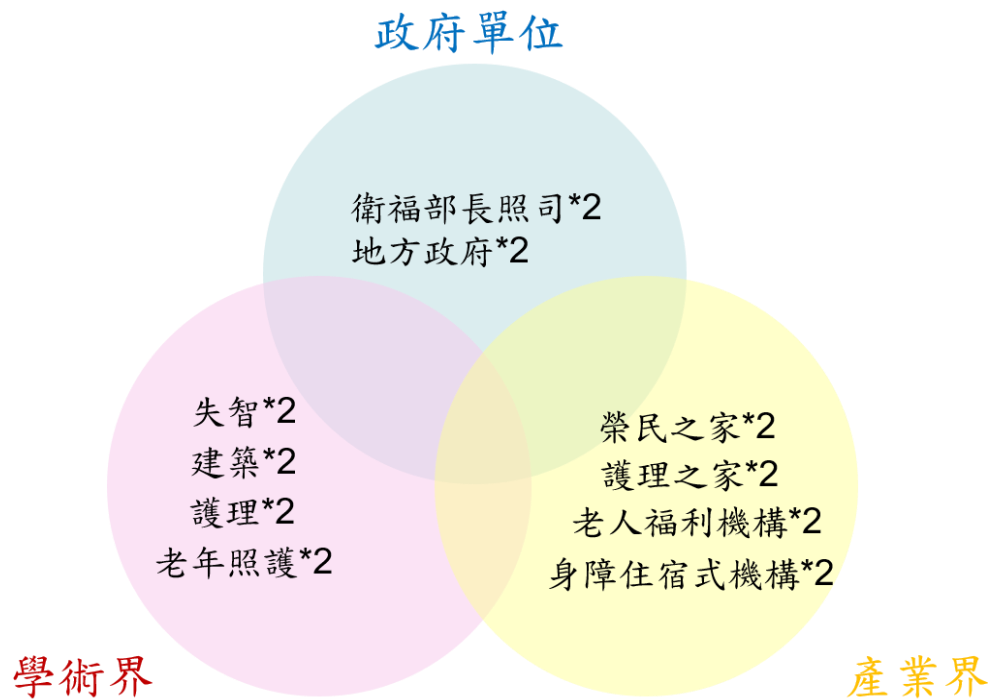 政府單位
衛福部長照司*2
地方政府*2
失智*2
建築*2
護理*2
老年照護*2
榮民之家*2
護理之家*2
老人福利機構*2
身障住宿式機構*2
學術界
產業界